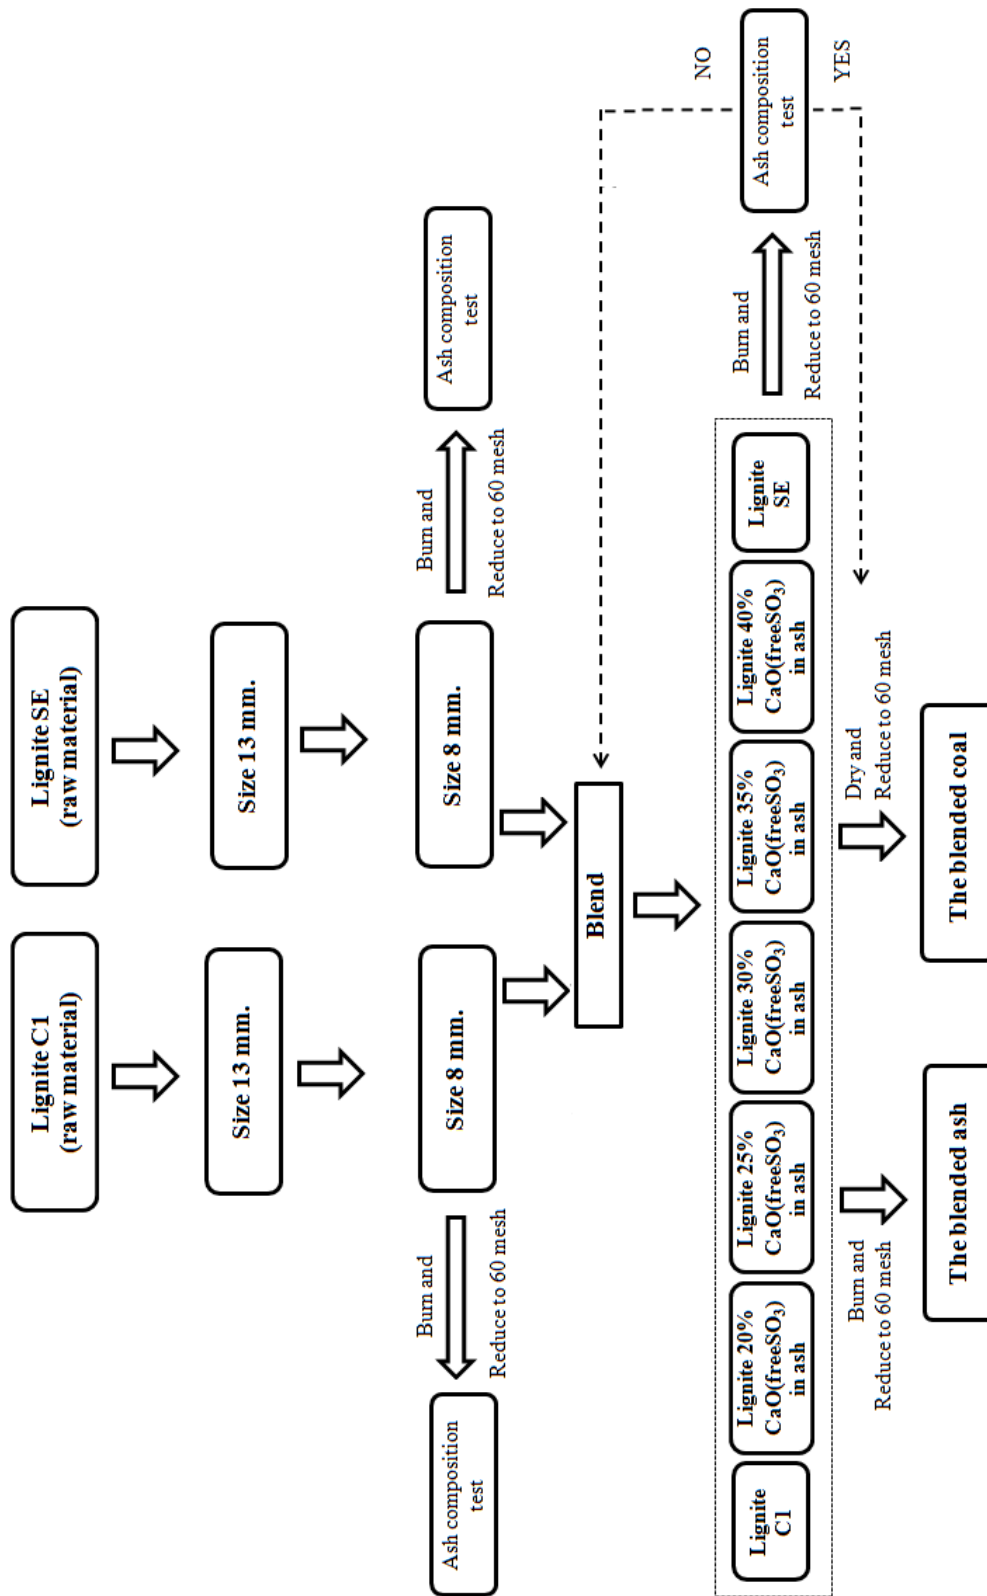 Lignite C1
(raw material)
Lignite SE
(raw material)
Size 13 mm.
Size 13 mm.
Ash composition
test
Burn and
Reduce to 60 mesh
Size 8 mm.
Size 8 mm.
Burn and
Reduce to 60 mesh
Ash composition
test
Blend
NO
Lignite
C1
Lignite 20%
CaO(freeSO₃)
in ash
Lignite 25%
CaO(freeSO₃)
in ash
Lignite 30%
CaO(freeSO₃)
in ash
Lignite 35%
CaO(freeSO₃)
in ash
Lignite 40%
CaO(freeSO₃)
in ash
Lignite
SE
Burn and
Reduce to 60 mesh
Ash composition
test
YES
Burn and
Reduce to 60 mesh
Dry and
Reduce to 60 mesh
The blended ash
The blended coal